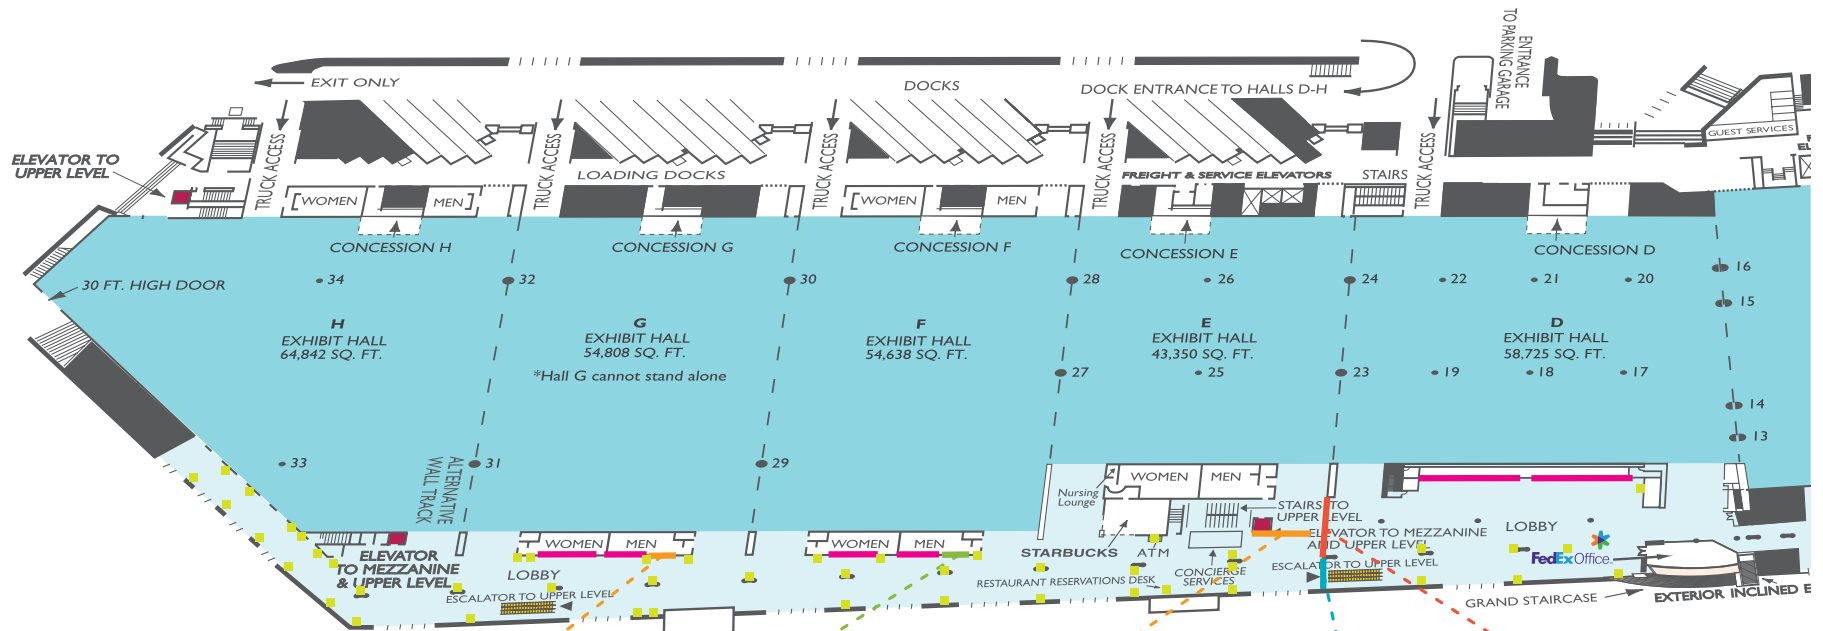 ENTRANCE
TO PARKING GARAGE
EXIT ONLY
DOCKS
DOCK ENTRANCE TO HALLS D-H
GUEST SERVICES
ELEVATOR TO
UPPER LEVEL
TRUCK ACCESS
TRUCK ACCESS
TRUCK ACCESS
TRUCK ACCESS
TRUCK ACCESS
LOADING DOCKS
FREIGHT & SERVICE ELEVATORS
STAIRS
WOMEN
MEN
WOMEN
MEN
CONCESSION H
CONCESSION G
CONCESSION F
CONCESSION E
CONCESSION D
30 FT. HIGH DOOR
34
32
30
28
26
24
22
21
20
16
15
H
EXHIBIT HALL
64,842 SQ. FT.
G
EXHIBIT HALL
54,808 SQ. FT.
*Hall G cannot stand alone
F
EXHIBIT HALL
54,638 SQ. FT.
E
EXHIBIT HALL
43,350 SQ. FT.
D
EXHIBIT HALL
58,725 SQ. FT.
27
25
23
19
18
17
14
13
33
31
29
ALTERNATIVE
WALL TRACK
WOMEN
MEN
Nursing
Lounge
STAIRS TO
UPPER LEVEL
ELEVATOR TO MEZZANINE
AND UPPER LEVEL
LOBBY
WOMEN
MEN
WOMEN
MEN
STARBUCKS
ATM
ELEVATOR
TO MEZZANINE
& UPPER LEVEL
LOBBY
ESCALATOR TO UPPER LEVEL
RESTAURANT RESERVATIONS DESK
CONCIERGE
SERVICES
ESCALATOR TO UPPER LEVEL
FedEx Office
GRAND STAIRCASE
EXTERIOR INCLINED E